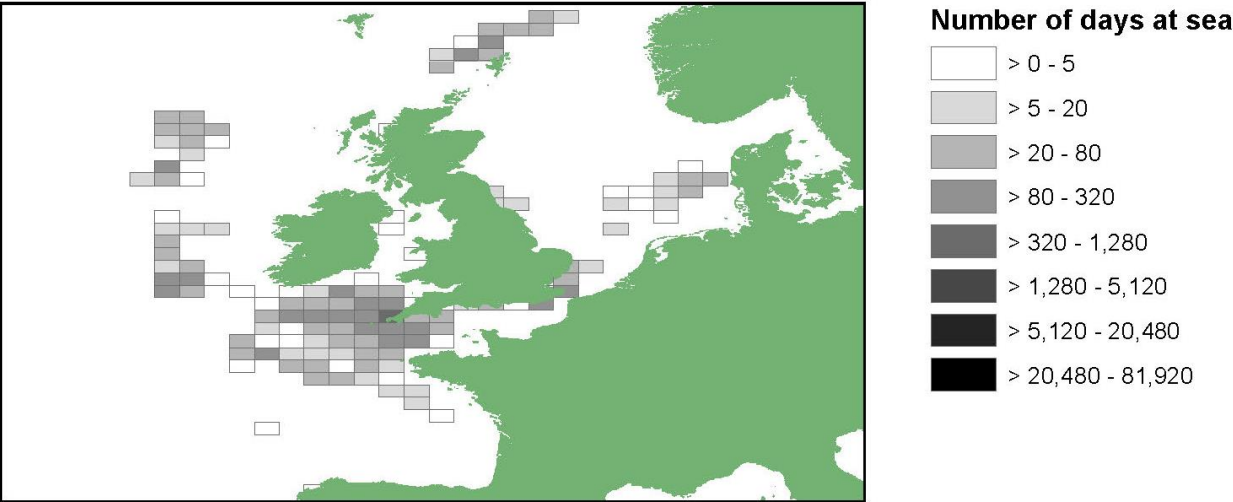 Number of days at sea
> 0 - 5
> 5 - 20
> 20 - 80
> 80 - 320
> 320 - 1,280
> 1,280 - 5,120
> 5,120 - 20,480
> 20,480 - 81,920